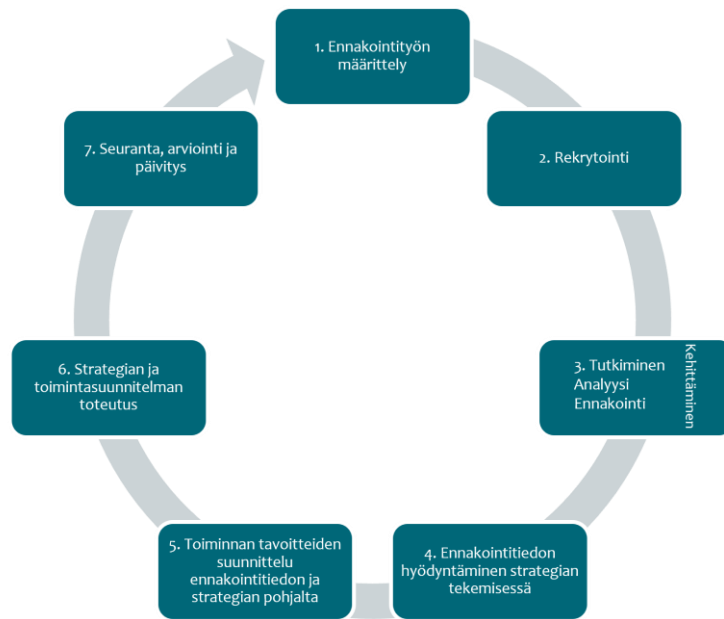 1. Ennakointityön
määrittely
2. Rekrytointi
3. Tutkiminen
Analyysi
Ennakointi
Kehittäminen
4. Ennakointitiedon
hyödyntäminen strategian
tekemisessä
5. Toiminnan tavoitteiden
suunnittelu
ennakointitiedon ja
strategian pohjalta
6. Strategian ja
toimintasuunnitelman
toteutus
7. Seuranta, arviointi ja
päivitys